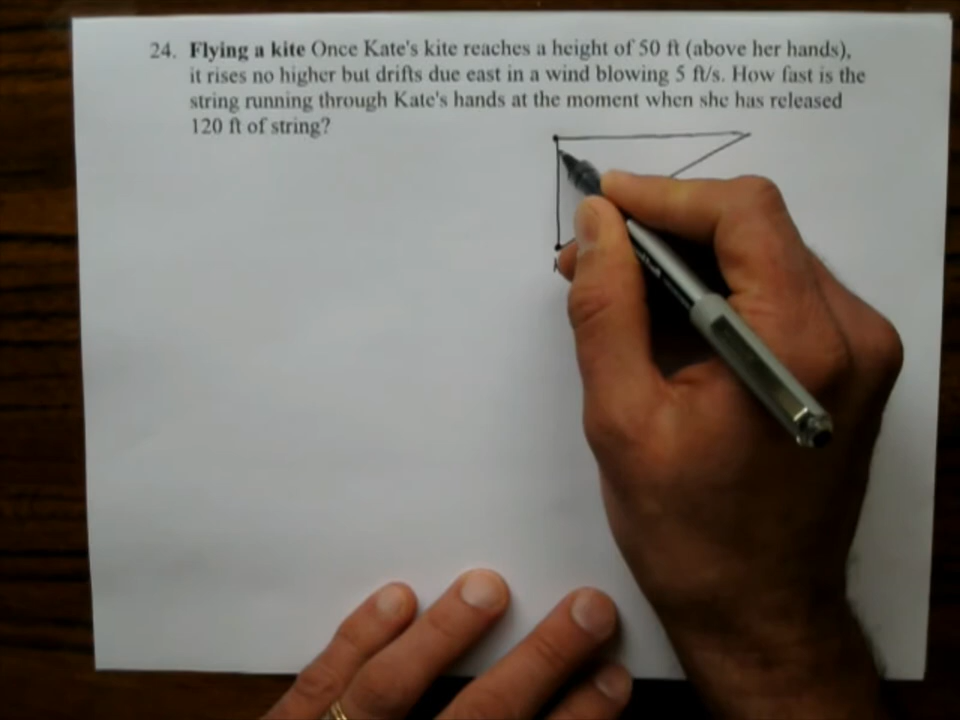 24. Flying a kite Once Kate's kite reaches a height of 50 ft (above her hands),
it rises no higher but drifts due east in a wind blowing 5 ft/s. How fast is the
string running through Kate's hands at the moment when she has released
120 ft of string?